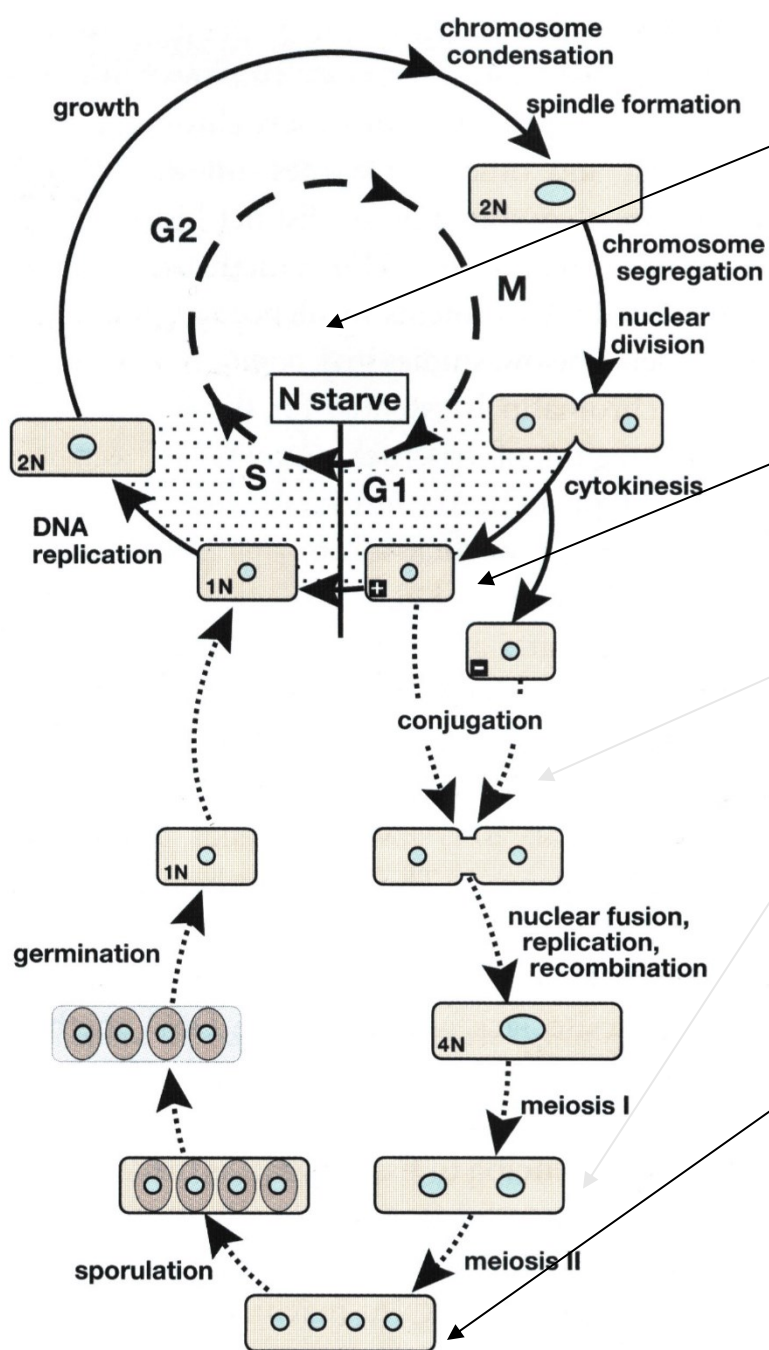 chromosome
condensation
growth
spindle formation
2N
G2
chromosome
segregation
M
nuclear
division
N starve
2N
S
G1
cytokinesis
DNA
replication
1N
+
-
conjugation
1N
nuclear fusion,
replication,
recombination
germination
4N
meiosis I
meiosis II
sporulation